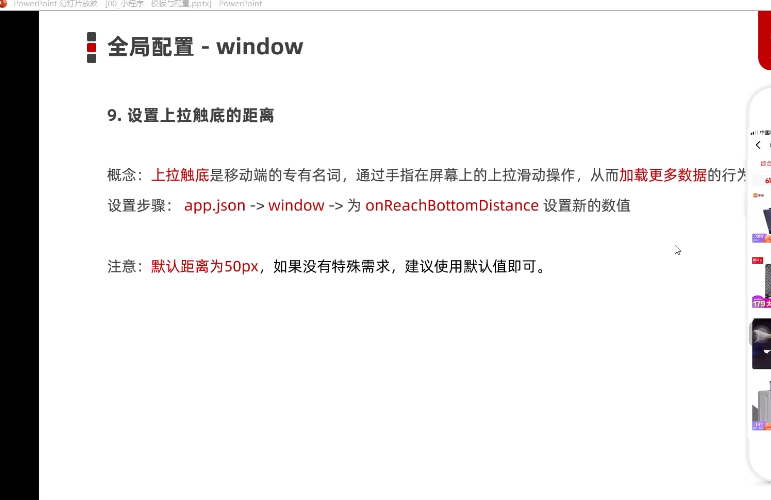 PowerPoint 幻灯片放映 - [00. 小程序 - 模板与配置.pptx] - PowerPoint
全局配置 - window
9. 设置上拉触底的距离
概念：上拉触底是移动端的专有名词，通过手指在屏幕上的上拉滑动操作，从而加载更多数据的行为
设置步骤： app.json -> window -> 为 onReachBottomDistance 设置新的数值
注意：默认距离为50px，如果没有特殊需求，建议使用默认值即可。
中国
综合
179